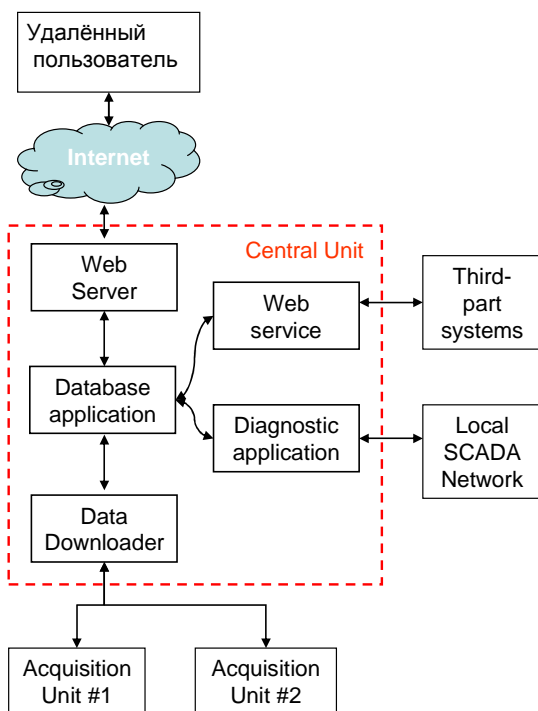 Удалённый
пользователь
Internet
Central Unit
Web
Server
Web
service
Third-
part
systems
Database
application
Diagnostic
application
Local
SCADA
Network
Data
Downloader
Acquisition
Unit #1
Acquisition
Unit #2